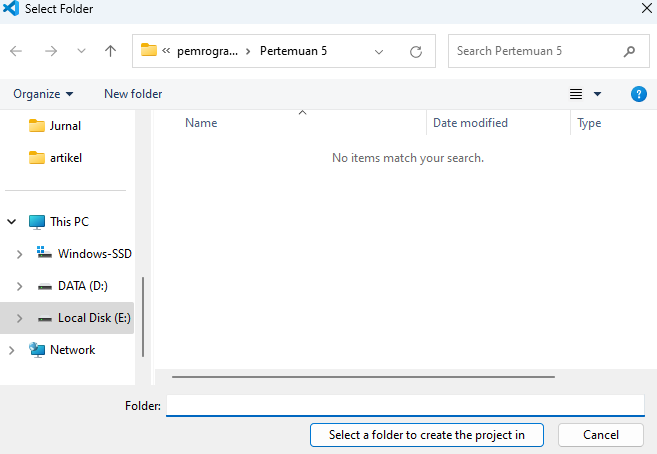 Select Folder
« pemrogra... > Pertemuan 5
Search Pertemuan 5
Organize
New folder
?
Jurnal
artikel
This PC
Windows-SSD
DATA (D:)
Local Disk (E:)
Network
Name
Date modified
Type
No items match your search.
Folder:
Select a folder to create the project in
Cancel